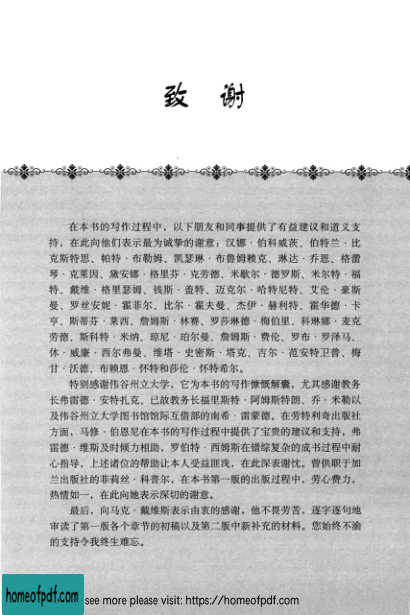 致 谢
在本书的写作过程中，以下朋友和同事提供了有益建议和道义支
持，在此向他们表示最为诚挚的谢意：汉娜·伯科威茨、伯特兰·比
克斯特恩、帕特·布勒姆、凯瑟琳·布鲁姆赖克、琳达·乔恩、格蕾
琴·克莱因、黛安娜·格里芬·克劳德、米歇尔·德罗斯、米尔特·福
特、戴维·格里瑟姆、钱斯·盖特、迈克尔·哈特尼特、艾伦·豪斯
曼、罗丝安妮·霍菲尔、比尔·霍夫曼、杰伊·赫利特、霍华德·卡
亨、斯蒂芬·莱西、詹姆斯·林赛、罗莎琳德·梅伯里、科琳娜·麦克
劳德、斯科特·米纳、琼尼·珀尔曼、詹姆斯·费伦、罗布·罗泽马、
休·威廉·西尔弗曼、维塔·史密斯·塔克、吉尔·范安特卫普、梅
甘·沃德、布赖恩·怀特和莎伦·怀特希尔。
特别感谢伟谷州立大学，它为本书的写作慷慨解囊，尤其感谢教务
长弗雷德·安特扎克、已故教务长福里斯特·阿姆斯特朗、乔·米勒以
及伟谷州立大学图书馆馆际互借部的南希·雷蒙德。在劳特利奇出版社
方面，马修·伯恩尼在本书的写作过程中提供了宝贵的建议和支持，弗
雷德·维斯及时倾力相助，罗伯特·西姆斯在错综复杂的成书过程中耐
心指导，上述诸位的帮助让本人受益匪浅，在此深表谢忱。曾供职于加
兰出版社的菲莉丝·科普尔，在本书第一版的出版过程中，劳心费力，
热情如一，在此向她表示深切的谢意。
最后，向马克·戴维斯表示由衷的感谢，他不畏劳苦，逐字逐句地
审读了第一版各个章节的初稿以及第二版中新补充的材料。您始终不渝
的支持令我终生难忘。
homeofpdf.com
see more please visit: https://homeofpdf.com